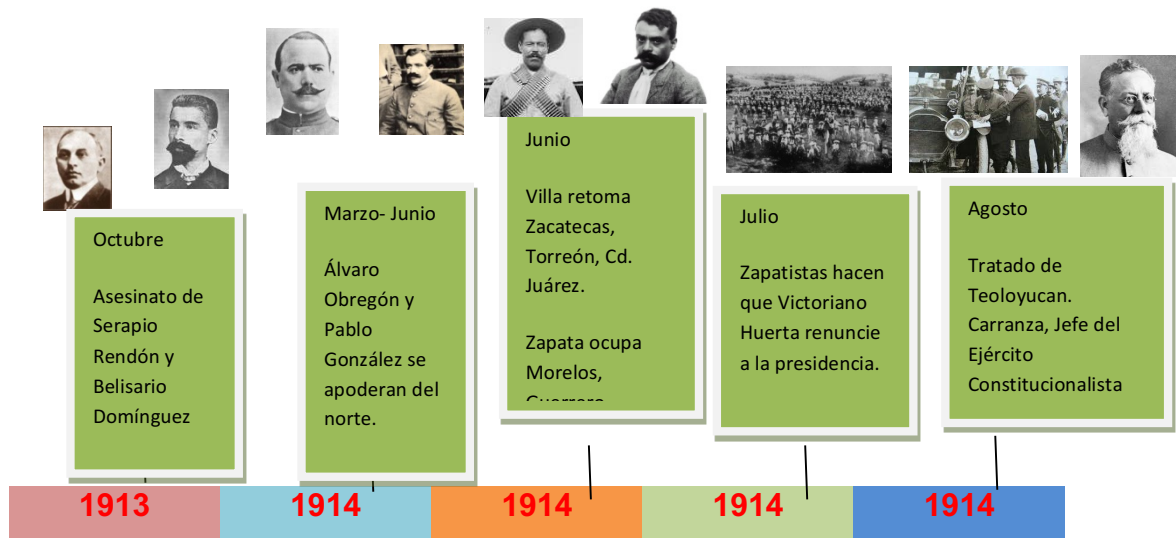 Octubre
Asesinato de
Serapio
Rendón y
Belisario
Domínguez
Marzo- Junio
Álvaro
Obregón y
Pablo
González se
apoderan del
norte.
Junio
Villa retoma
Zacatecas,
Torreón, Cd.
Juárez.
Zapata ocupa
Morelos,
Guerrero
Julio
Zapatistas hacen
que Victoriano
Huerta renuncie
a la presidencia.
Agosto
Tratado de
Teoloyucan.
Carranza, Jefe del
Ejército
Constitucionalista
1913
1914
1914
1914
1914